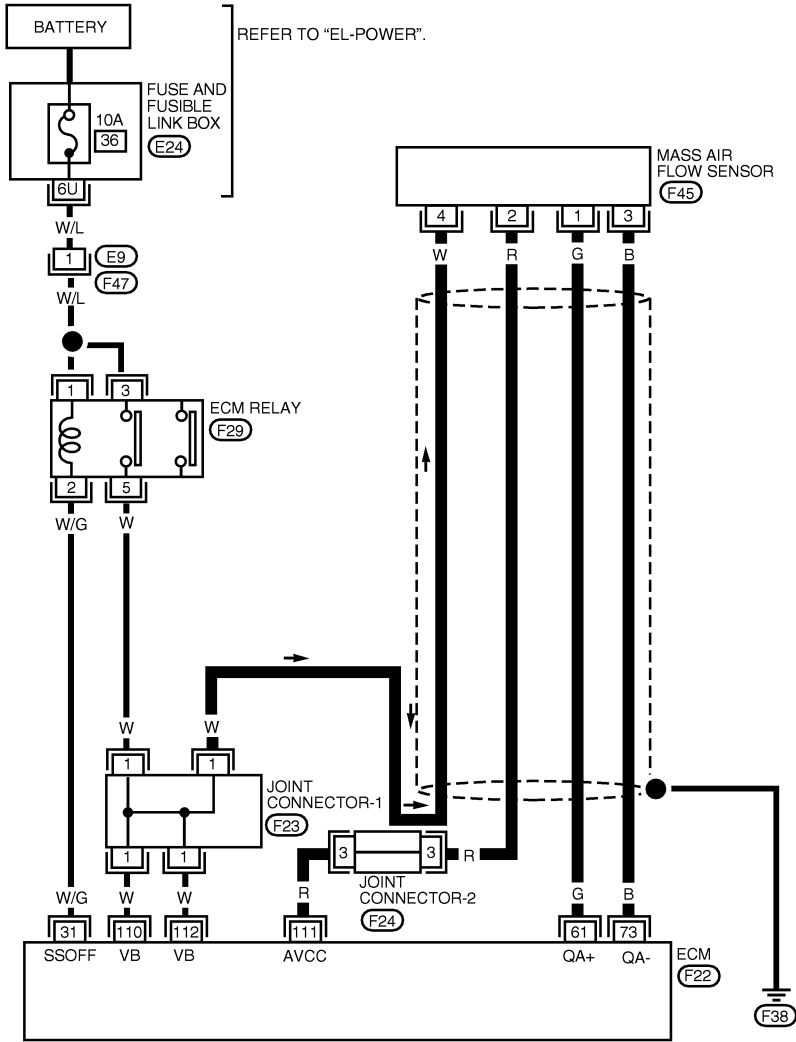 BATTERY
REFER TO “EL-POWER”.
FUSE AND
FUSIBLE
LINK BOX
E24
10A
36
6U
W/L
1
E9
F47
W/L
MASS AIR
FLOW SENSOR
F45
4 2 1 3
W R G B
1 3
ECM RELAY
F29
2 5
W/G W
W W
1 1
JOINT
CONNECTOR-1
F23
1 1
3 3
R
JOINT
CONNECTOR-2
F24
W/G W W R G B
31 110 112 111 61 73
SSOFF VB VB AVCC QA+ QA-
ECM
F22
F38